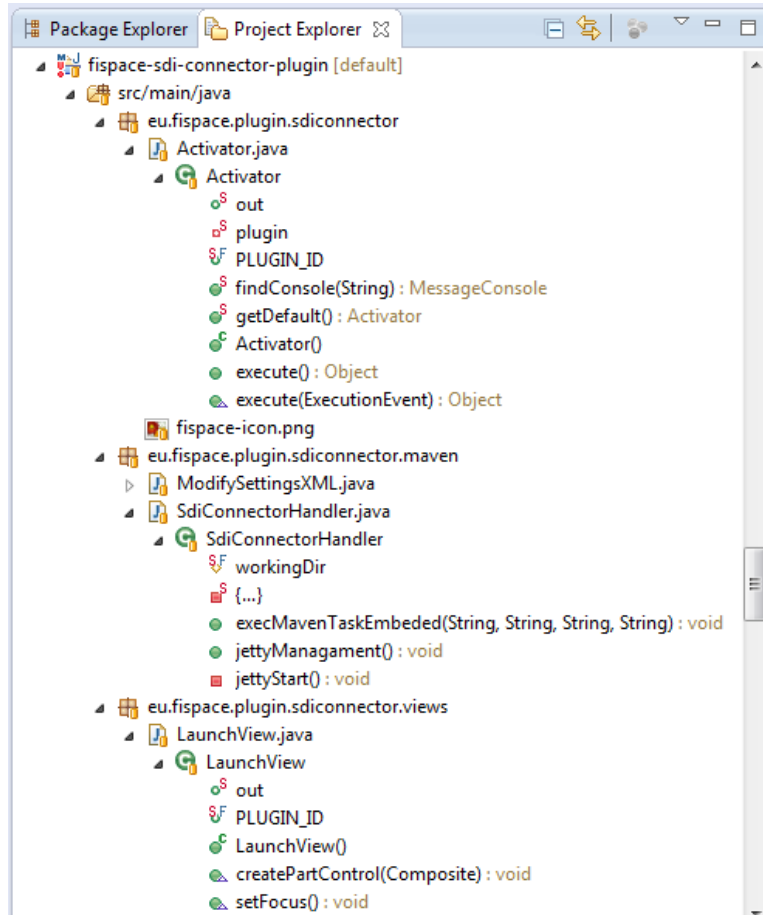 Package Explorer Project Explorer
fispace-sdi-connector-plugin [default]
src/main/java
eu.fispace.plugin.sdiconnector
Activator.java
Activator
out
plugin
PLUGIN_ID
findConsole(String) : MessageConsole
getDefault() : Activator
Activator()
execute() : Object
execute(ExecutionEvent) : Object
fispace-icon.png
eu.fispace.plugin.sdiconnector.maven
ModifySettingsXML.java
SdiConnectorHandler.java
SdiConnectorHandler
workingDir
{...}
execMavenTaskEmbeded(String, String, String, String) : void
jettyManagament() : void
jettyStart() : void
eu.fispace.plugin.sdiconnector.views
LaunchView.java
LaunchView
out
PLUGIN_ID
LaunchView()
createPartControl(Composite) : void
setFocus() : void